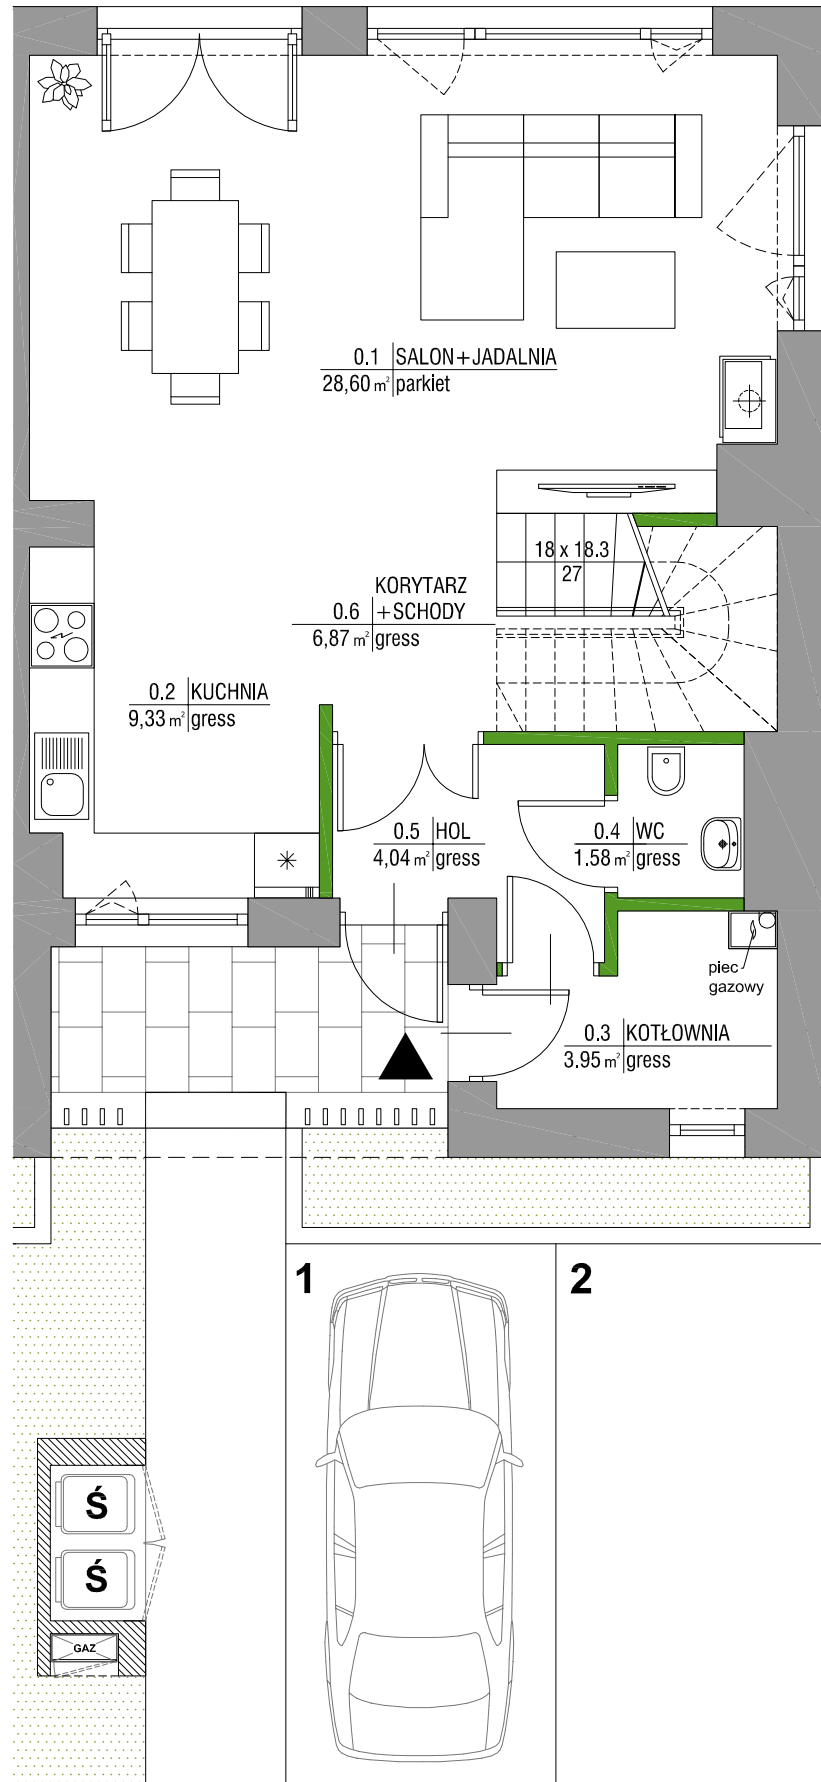 0.1 SALON+JADALNIA
28,60 m² parkiet
18 x 18.3
27
KORYTARZ
0.6 +SCHODY
6,87 m² gress
0.2 KUCHNIA
9,33 m² gress
0.5 HOL
4,04 m² gress
0.4 WC
1.58 m² gress
piec
gazowy
0.3 KOTŁOWNIA
3.95 m² gress
1
2
Ś
Ś
GAZ